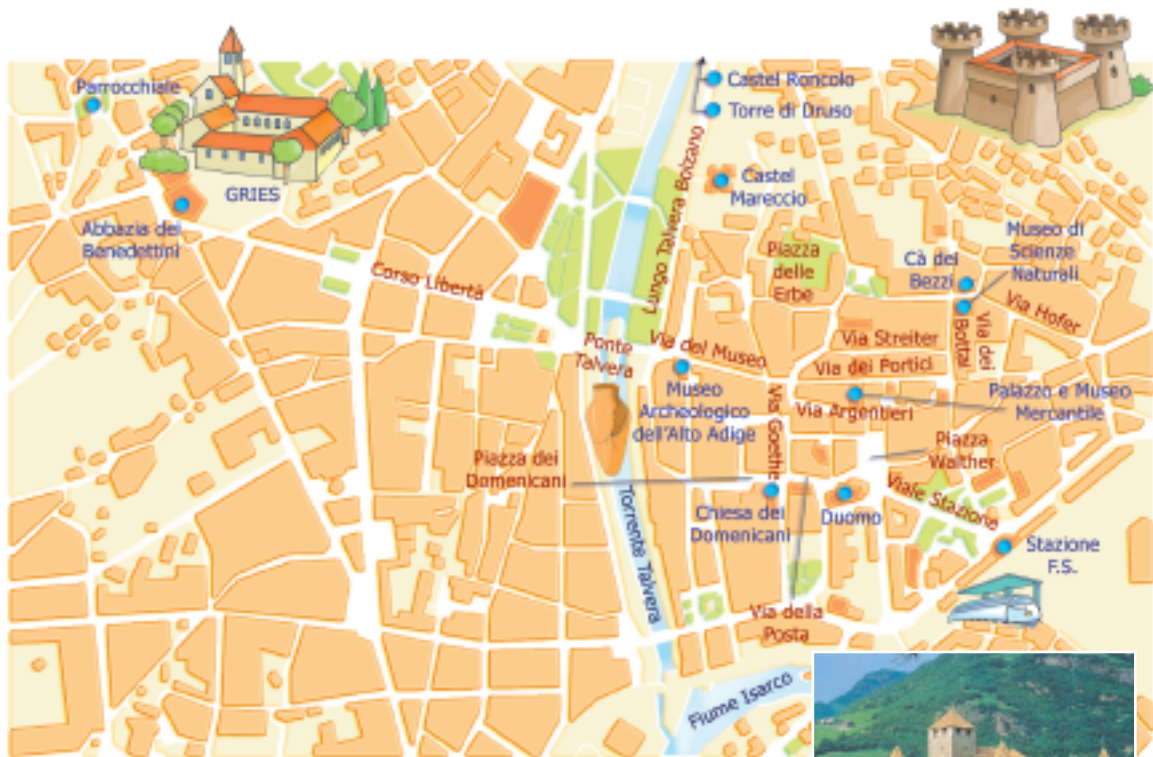 Parrocchiale
Castel Roncolo
Torre di Druso
GRIES
Abbazia dei
Benedettini
Castel
Mareccio
Lungo Talvera Bolzano
Museo di
Scienze
Naturali
Cà dei
Bezzi
Piazza
delle
Erbe
Corso Libertà
Via Hofer
Via dei
Bottai
Via Streiter
Ponte
Talvera
Via del Museo
Via dei Portici
Museo
Archeologico
dell'Alto Adige
Via Goethe
Via Argentieri
Palazzo e Museo
Mercantile
Piazza dei
Domenicani
Piazza
Walther
Viale Stazione
Chiesa dei
Domenicani
Duomo
Torrente Talvera
Stazione
F.S.
Via della
Posta
Fiume Isarco